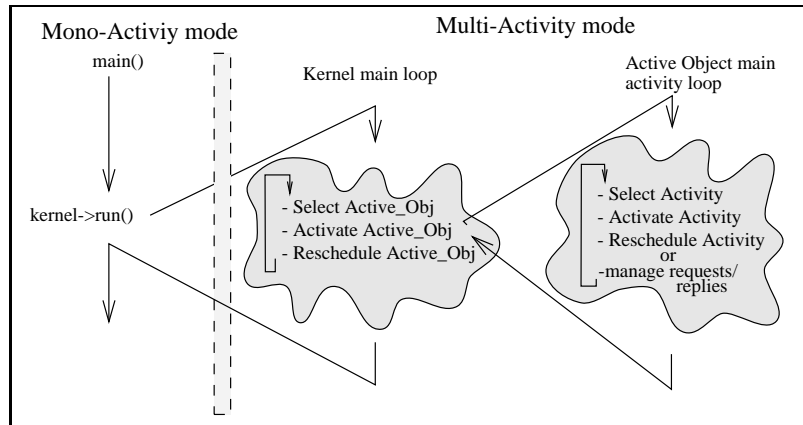 Mono-Activiy mode
Multi-Activity mode
main()
kernel->run()
Kernel main loop
- Select Active_Obj
- Activate Active_Obj
- Reschedule Active_Obj
Active Object main
activity loop
- Select Activity
- Activate Activity
- Reschedule Activity
or
-manage requests/
replies